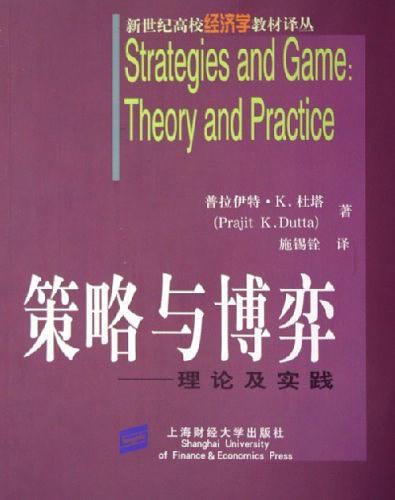 新世纪高校经济学教材译丛
Strategies and Game:
Theory and Practice
普拉伊特·K. 杜塔
(Prajit K.Dutta) 著
施锡铨 译
策略与博弈
——理论及实践
上海财经大学出版社
Shanghai University
of Finance & Economics Press